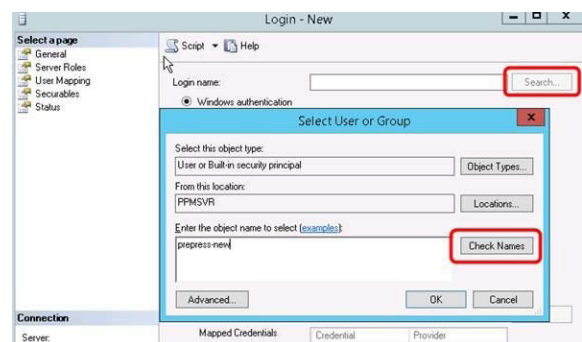 Login - New
Select a page
General
Server Roles
User Mapping
Securables
Status
Script Help
Login name: Search...
Windows authentication
Select User or Group
Select this object type:
User or Built-in security principal Object Types...
From this location:
PPMSVR Locations...
Enter the object name to select (examples):
prepress-new Check Names
Advanced... OK Cancel
Connection
Server:
Mapped Credentials Credential Provider